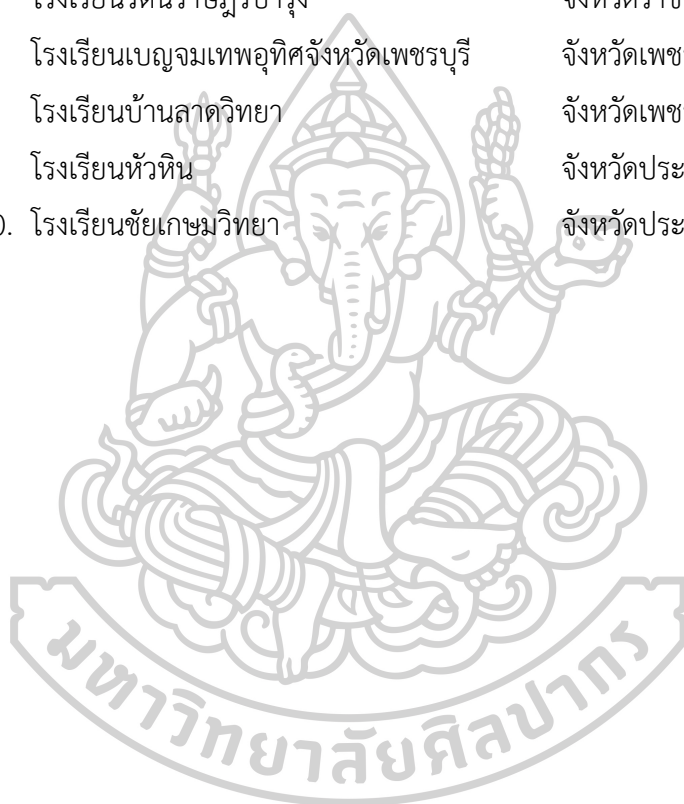 โรงเรียนเบญจมเทพอุทิศจังหวัดเพชรบุรี จังหวัดเพช
โรงเรียนบ้านลาดวิทยา จังหวัดเพช
โรงเรียนหัวหิน จังหวัดประ
0. โรงเรียนชัยเกษมวิทยา จังหวัดประ
มหาวิทยาลัยศิลปากร